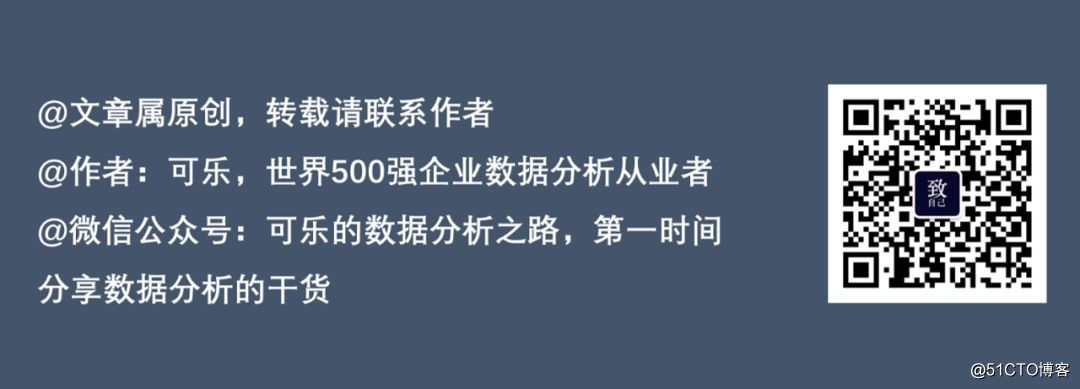 @文章属原创，转载请联系作者
@作者：可乐，世界500强企业数据分析从业者
@微信公众号：可乐的数据分析之路，第一时间
分享数据分析的干货
致
自己
@51CTO博客